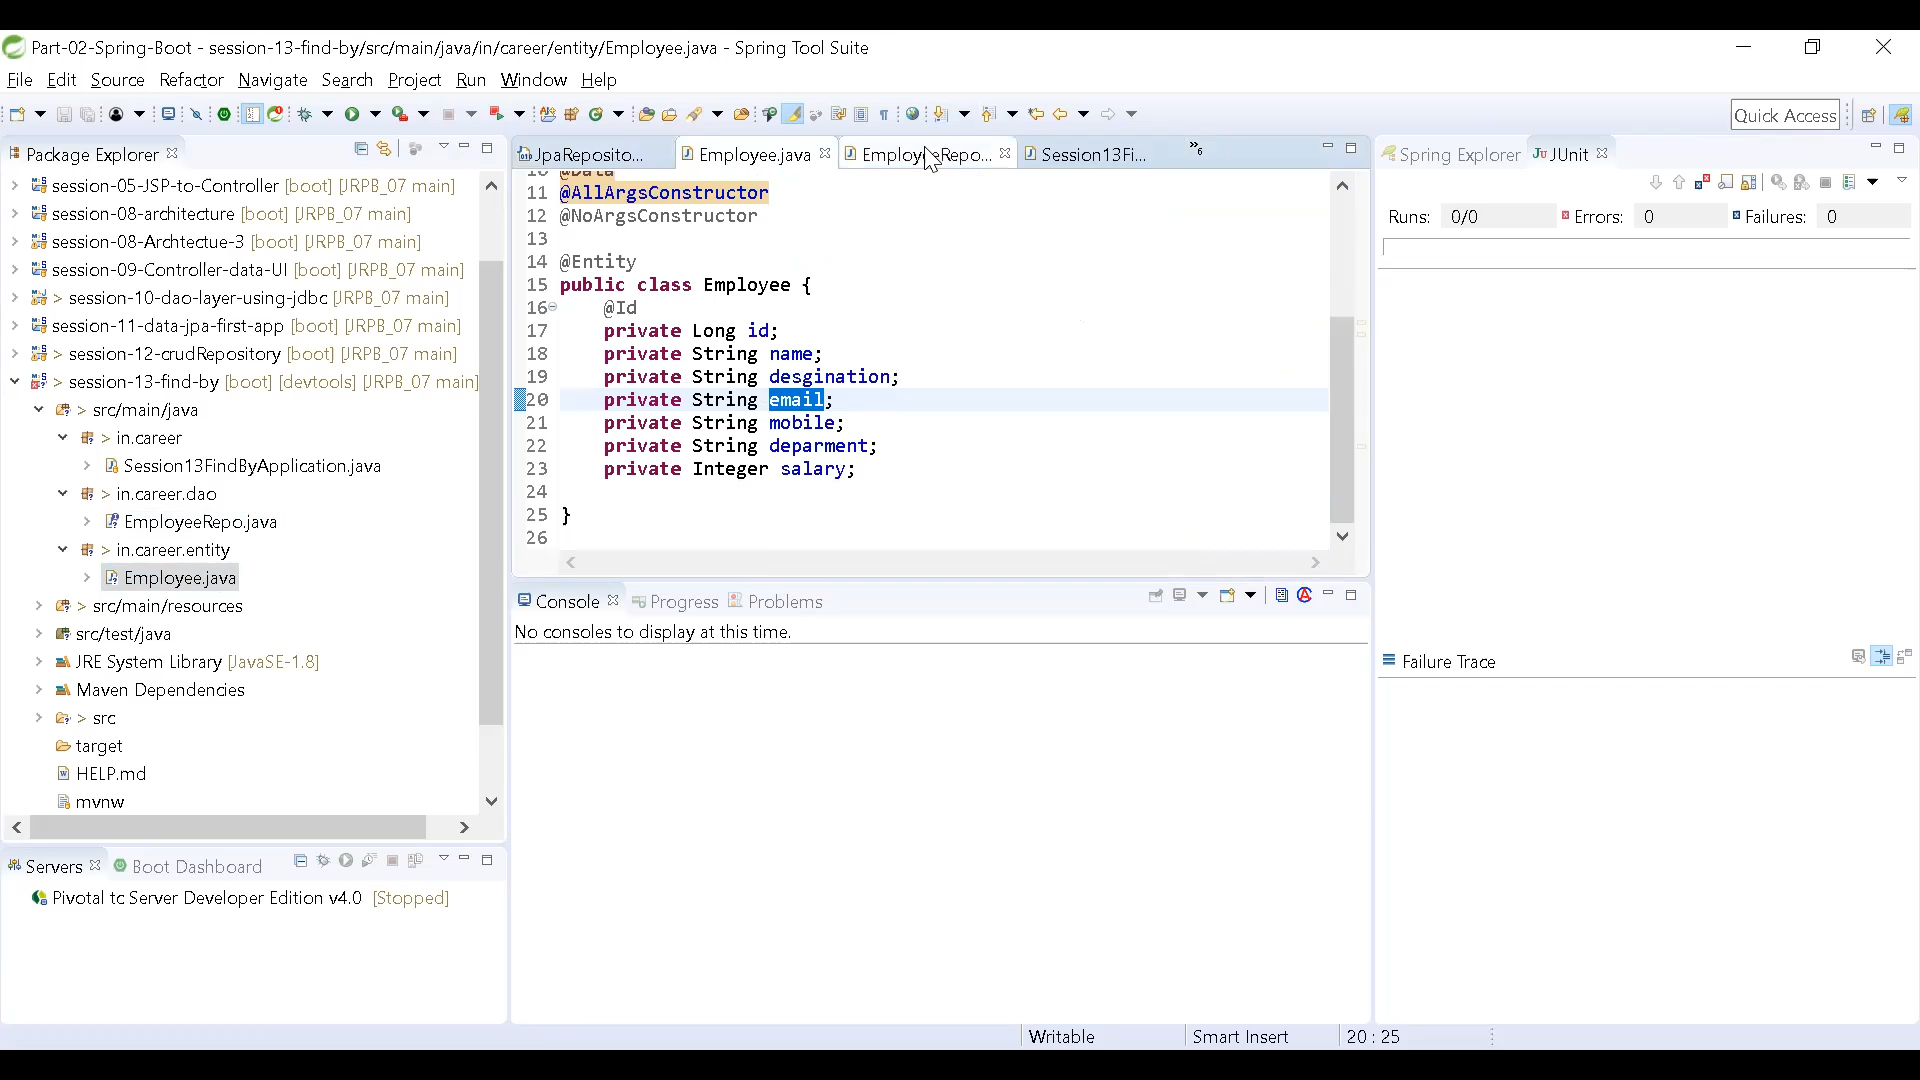 Part-02-Spring-Boot - session-13-find-by/src/main/java/in/career/entity/Employee.java - Spring Tool Suite
File Edit Source Refactor Navigate Search Project Run Window Help
Quick Access
Package Explorer
session-05-JSP-to-Controller [boot] [JRPB_07 main]
session-08-architecture [boot] [JRPB_07 main]
session-08-Archtectue-3 [boot] [JRPB_07 main]
session-09-Controller-data-UI [boot] [JRPB_07 main]
> session-10-dao-layer-using-jdbc [JRPB_07 main]
session-11-data-jpa-first-app [boot] [JRPB_07 main]
> session-12-crudRepository [boot] [JRPB_07 main]
> session-13-find-by [boot] [devtools] [JRPB_07 main]
> src/main/java
> in.career
Session13FindByApplication.java
> in.career.dao
EmployeeRepo.java
> in.career.entity
Employee.java
> src/main/resources
src/test/java
JRE System Library [JavaSE-1.8]
Maven Dependencies
> src
target
HELP.md
mvnw
Servers Boot Dashboard
Pivotal tc Server Developer Edition v4.0 [Stopped]
JpaReposito... Employee.java EmployeeRepo... Session13Fi... »6
10 @Data
11 @AllArgsConstructor
12 @NoArgsConstructor
13
14 @Entity
15 public class Employee {
16 @Id
17 private Long id;
18 private String name;
19 private String desgination;
20 private String email;
21 private String mobile;
22 private String deparment;
23 private Integer salary;
24
25 }
26
Console Progress Problems
No consoles to display at this time.
Spring Explorer JUnit
Runs: 0/0 Errors: 0 Failures: 0
Failure Trace
Writable Smart Insert 20 : 25